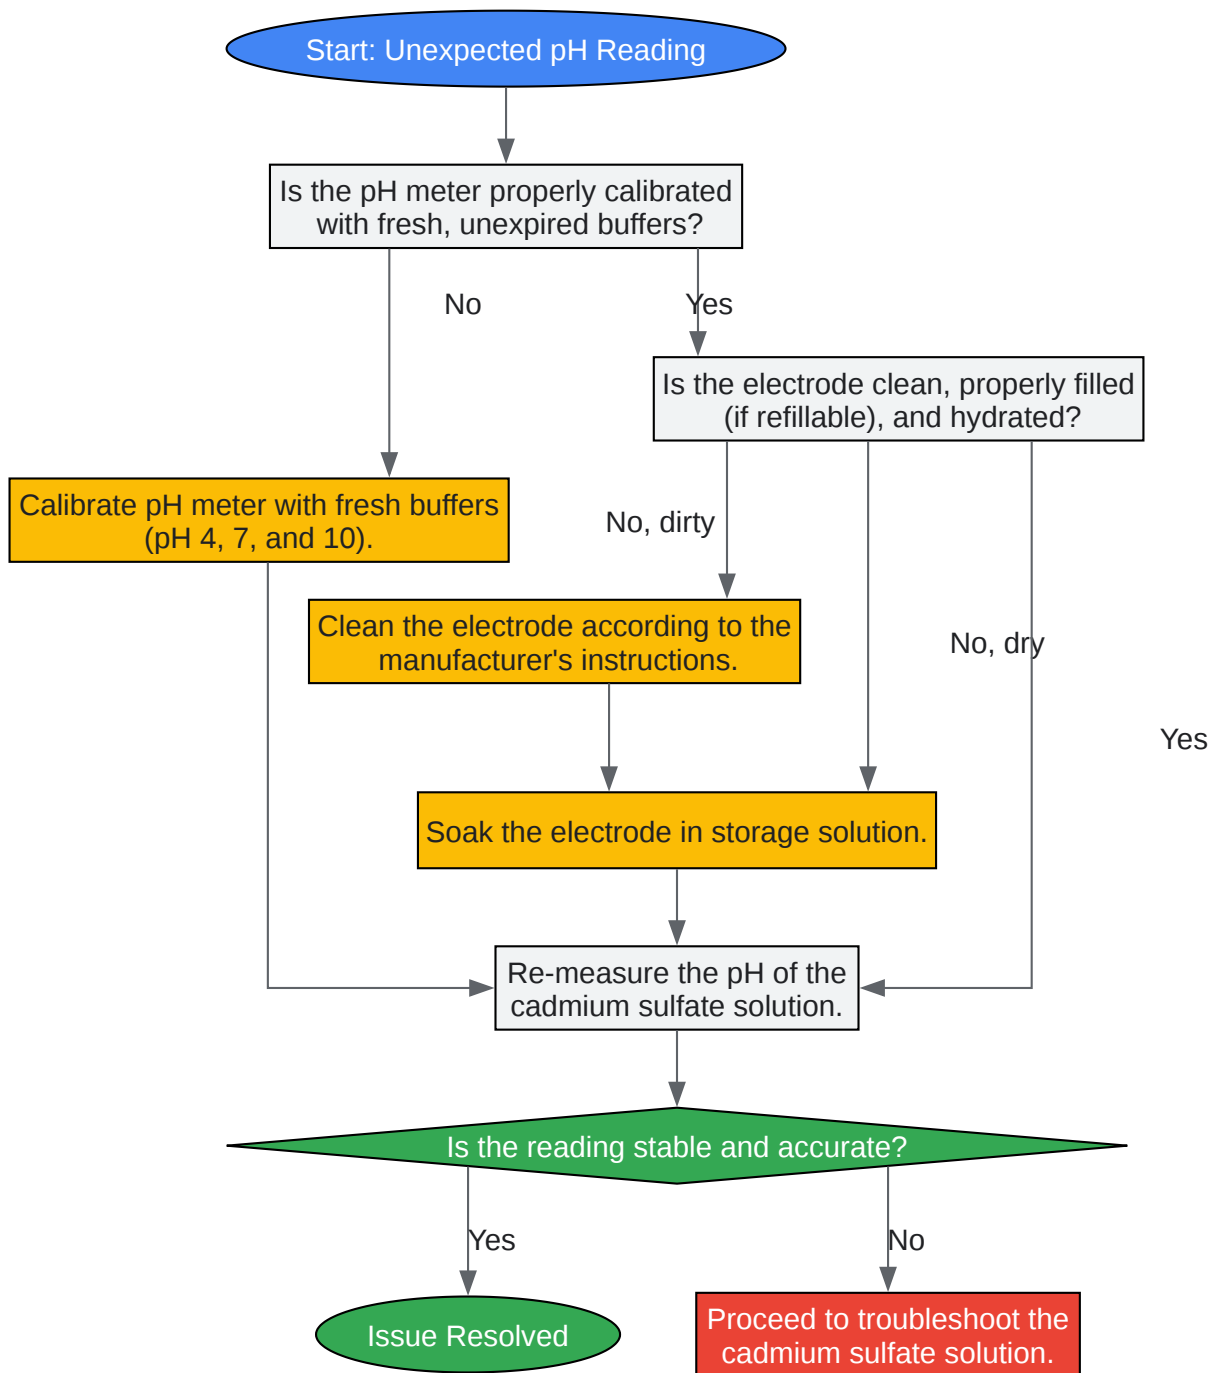 Start: Unexpected pH Reading
Is the pH meter properly calibrated
with fresh, unexpired buffers?
No
Yes
Is the electrode clean, properly filled
(if refillable), and hydrated?
Calibrate pH meter with fresh buffers
(pH 4, 7, and 10).
No, dirty
Clean the electrode according to the
manufacturer's instructions.
No, dry
Yes
Soak the electrode in storage solution.
Re-measure the pH of the
cadmium sulfate solution.
Is the reading stable and accurate?
Yes
No
Issue Resolved
Proceed to troubleshoot the
cadmium sulfate solution.